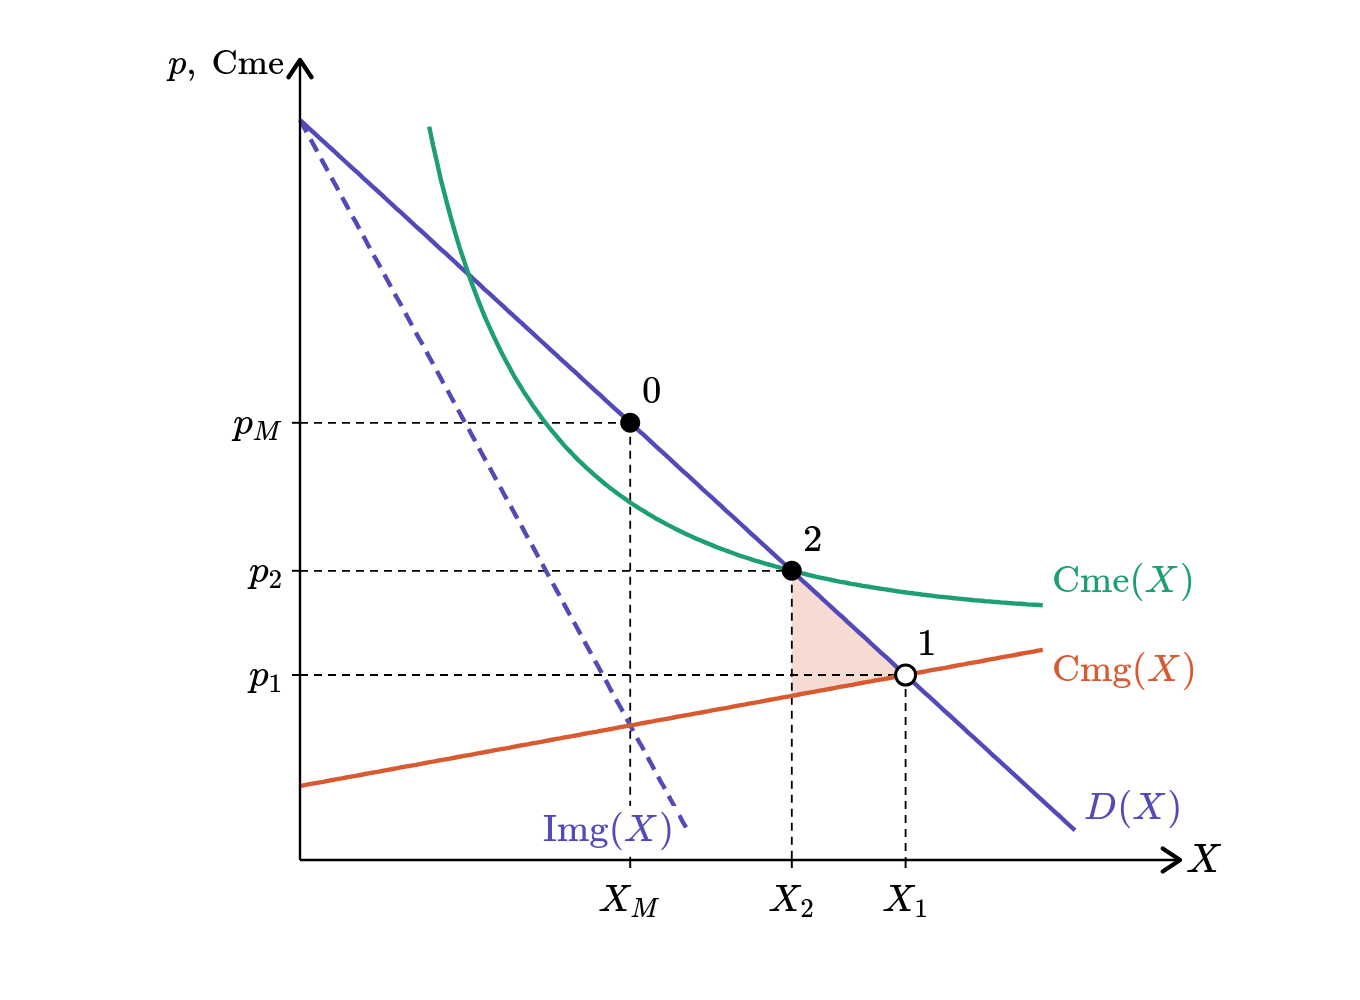 p, Cme
0
p_M
2
p_2
Cme(X)
1
Cmg(X)
p_1
D(X)
Img(X)
X
X_M
X_2
X_1